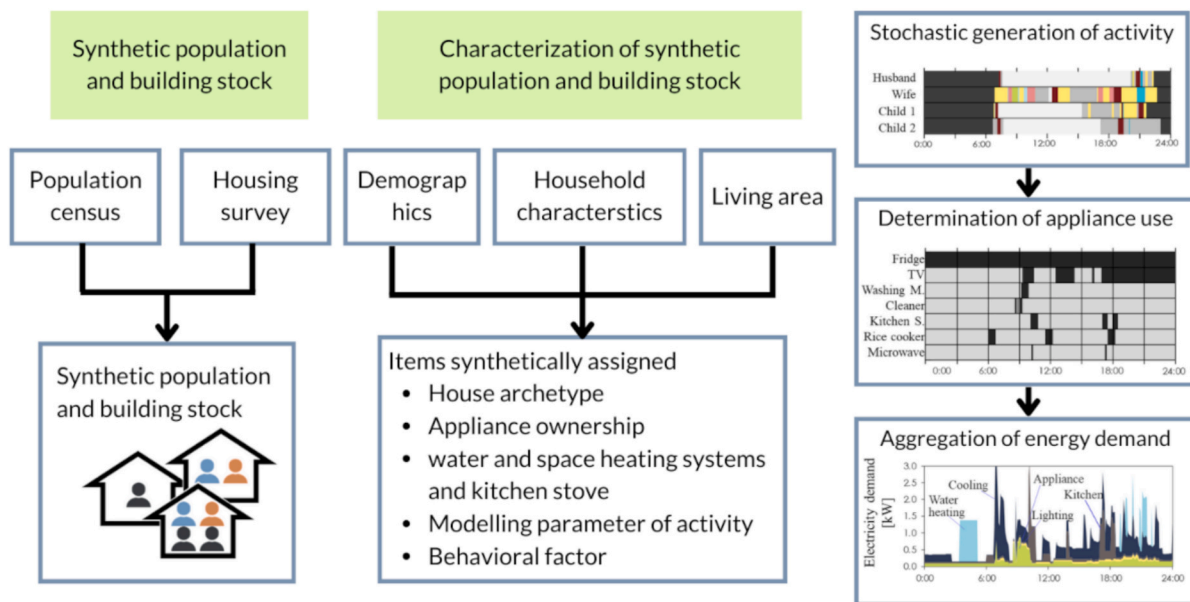 Synthetic population
and building stock
Characterization of synthetic
population and building stock
Population
census
Housing
survey
Demograp
hics
Household
characterstics
Living area
Synthetic population
and building stock
Items synthetically assigned
• House archetype
• Appliance ownership
• water and space heating systems
and kitchen stove
• Modelling parameter of activity
• Behavioral factor
Stochastic generation of activity
Husband
Wife
Child 1
Child 2
0:00 6:00 12:00 18:00 24:00
Determination of appliance use
Fridge
TV
Washing M.
Cleaner
Kitchen S.
Rice cooker
Microwave
0:00 6:00 12:00 18:00 24:00
Aggregation of energy demand
Electricity demand
[kW]
3.0
2.5
2.0
1.5
1.0
0.5
0.0
Water
heating
Cooling
Appliance
Lighting
Kitchen
0:00 6:00 12:00 18:00 24:00